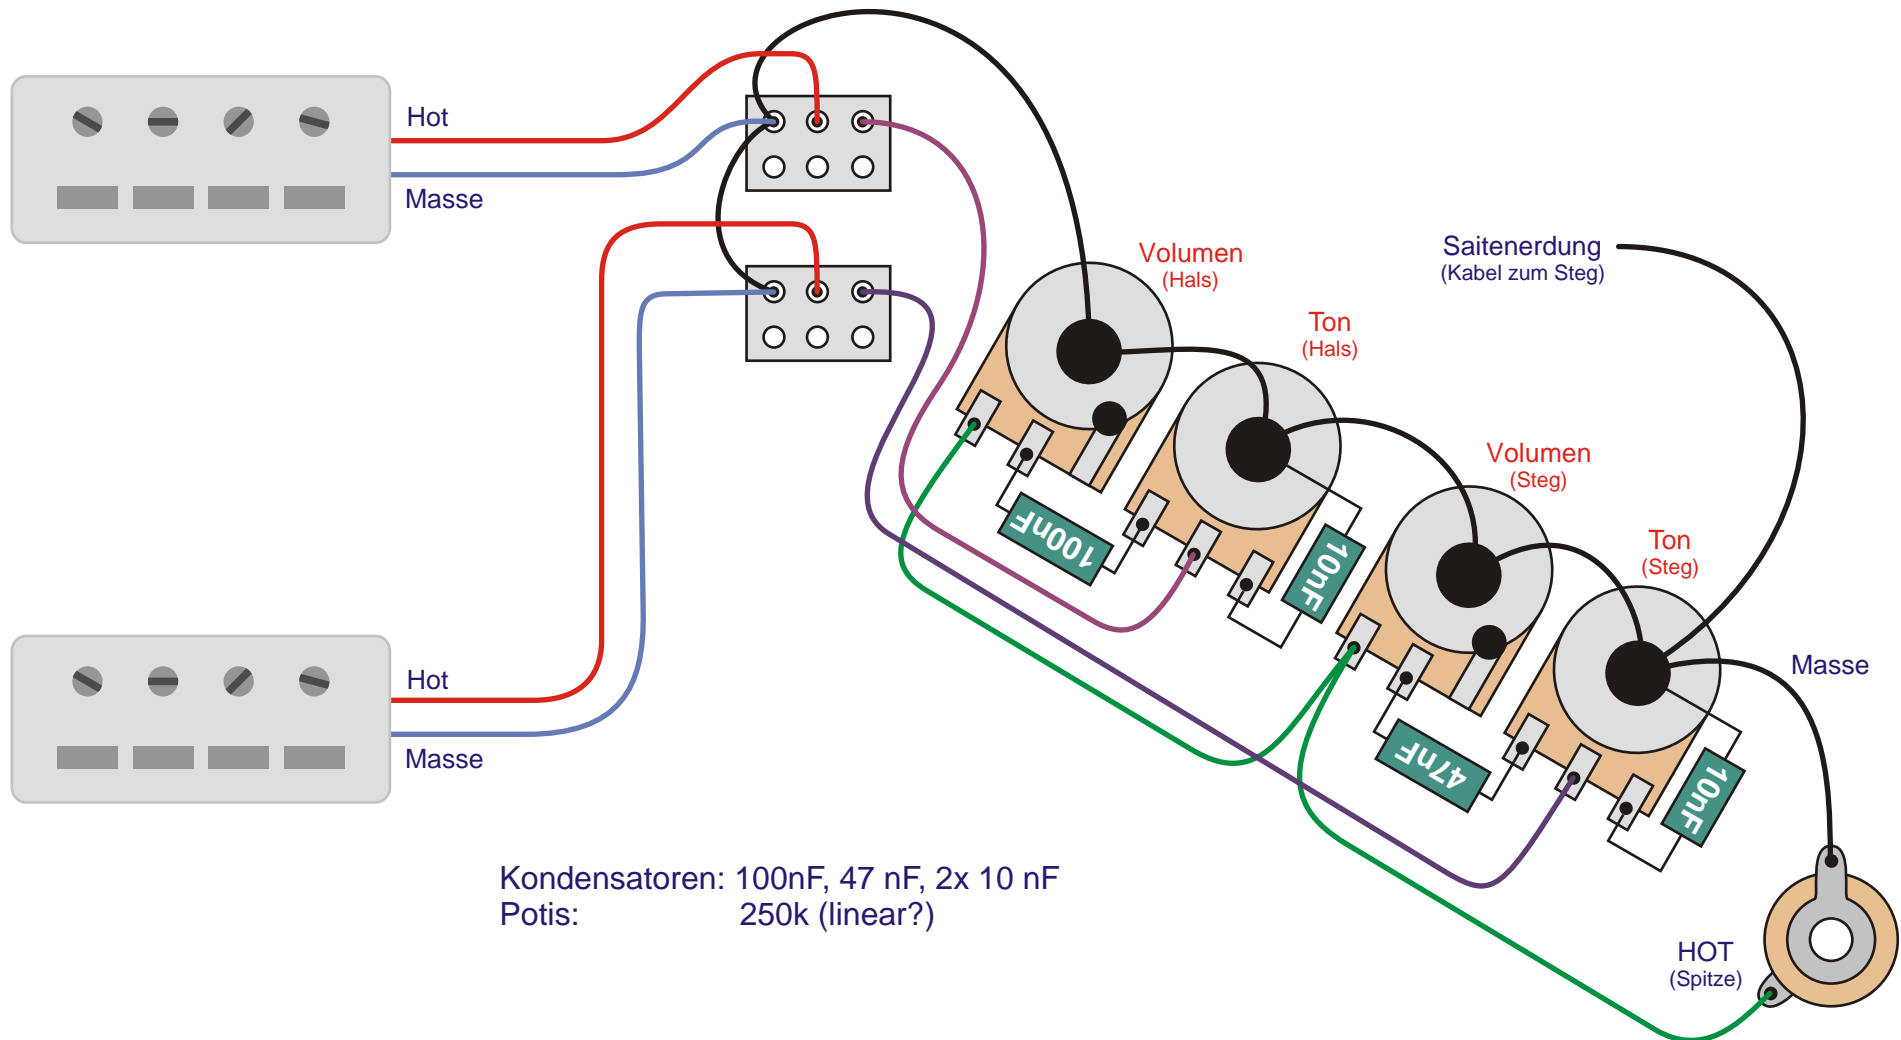 Hot
Masse
Hot
Masse
Volumen
(Hals)
Ton
(Hals)
Saitenerdung
(Kabel zum Steg)
Volumen
(Steg)
Ton
(Steg)
100nF
10nF
47nF
10nF
Masse
Kondensatoren: 100nF, 47 nF, 2x 10 nF
Potis: 250k (linear?)
HOT
(Spitze)